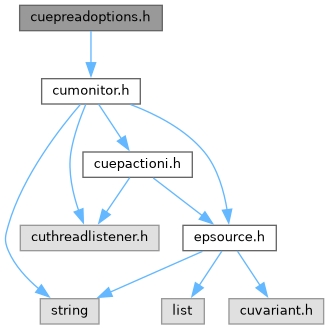 cuepreadoptions.h
cumonitor.h
cuepactioni.h
cuthreadlistener.h
epsource.h
string
list
cuvariant.h